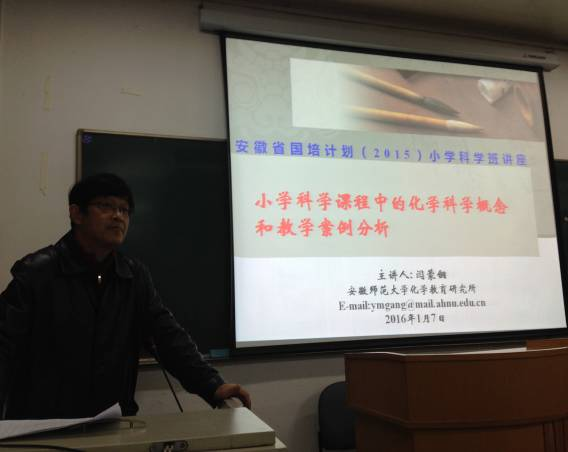 安徽省国培计划（2015）小学科学班讲座
小学科学课程中的化学科学概念
和教学案例分析
主讲人：闫蒙钢
安徽师范大学化学教育研究所
E-mail:ymgang@mail.ahnu.edu.cn
2016年1月7日